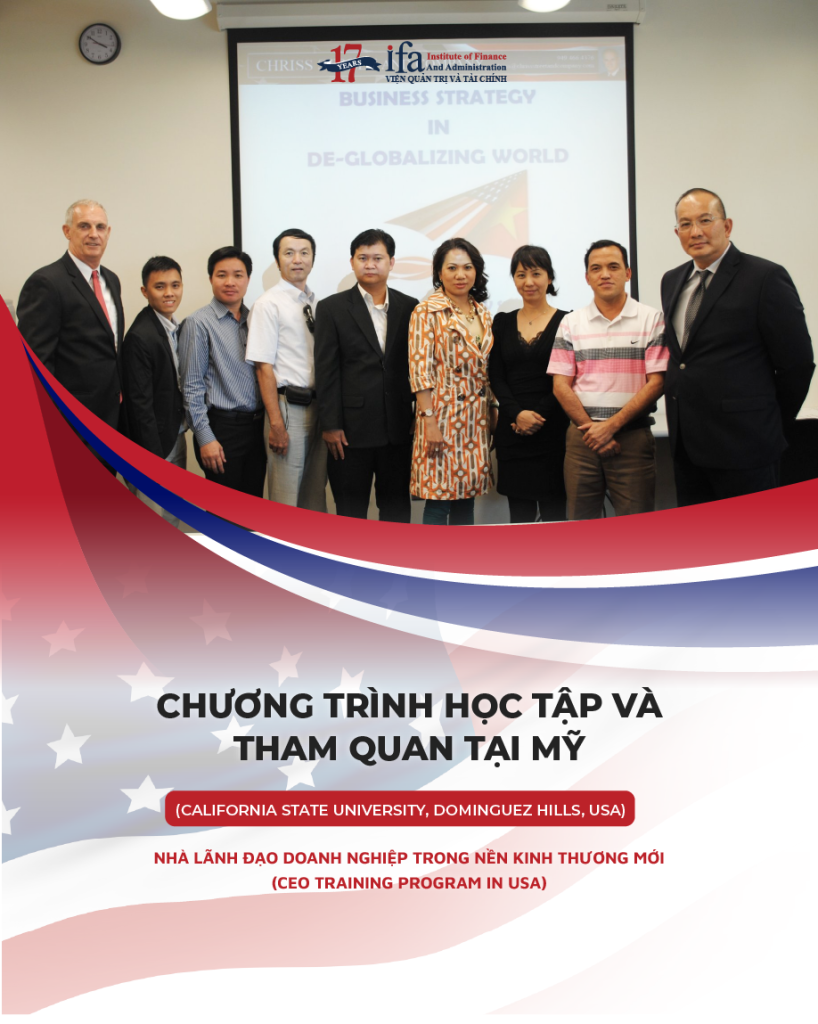 CHRISS
17
YEARS
ifa
Institute of Finance
And Administration
VIỆN QUẢN TRỊ VÀ TÀI CHÍNH
BUSINESS STRATEGY
IN
DE-GLOBALIZING WORLD
CHƯƠNG TRÌNH HỌC TẬP VÀ
THAM QUAN TẠI MỸ
(CALIFORNIA STATE UNIVERSITY, DOMINGUEZ HILLS, USA)
NHÀ LÃNH ĐẠO DOANH NGHIỆP TRONG NỀN KINH THƯƠNG MỚI
(CEO TRAINING PROGRAM IN USA)